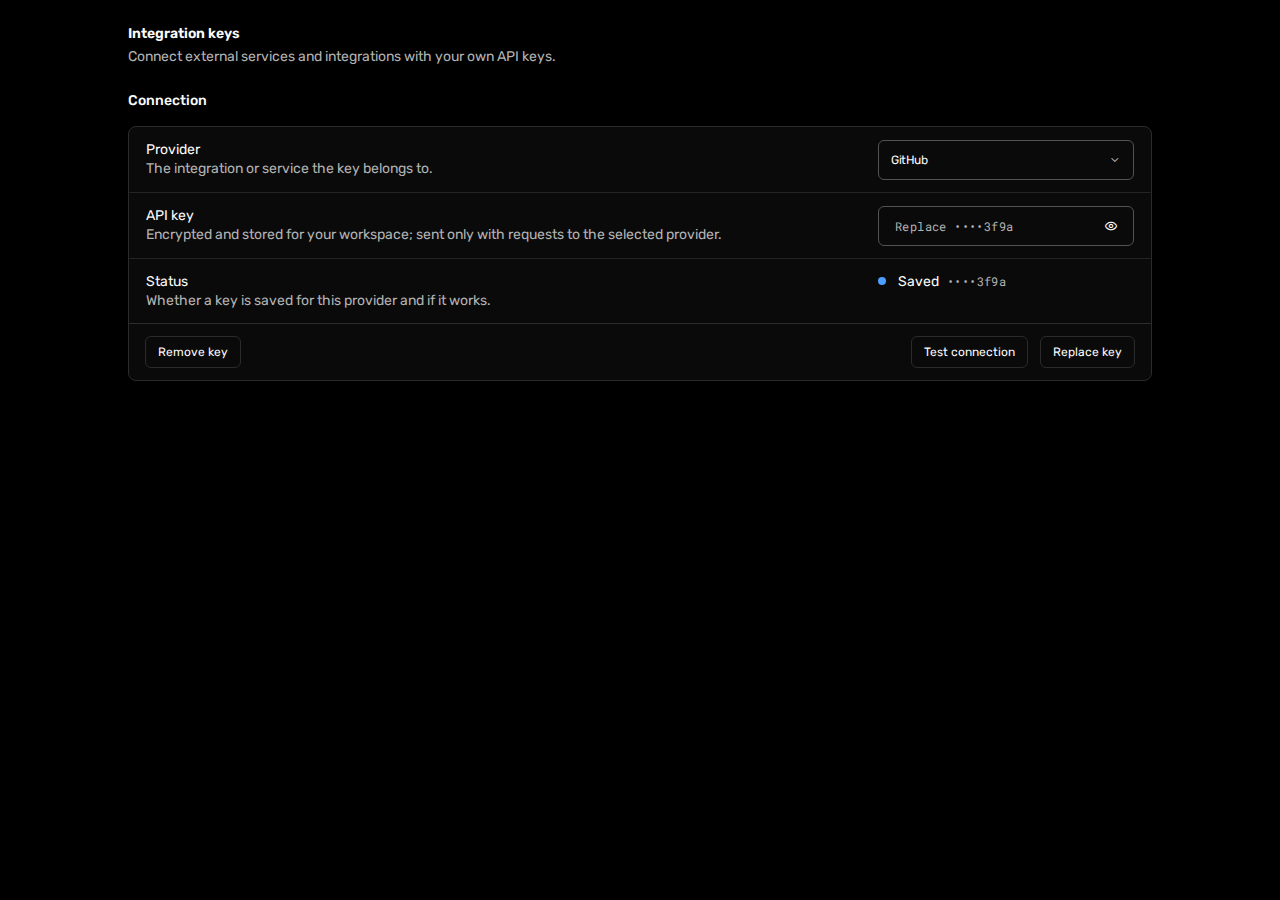 Integration keys
Connect external services and integrations with your own API keys.
Connection
Provider
The integration or service the key belongs to.
GitHub
API key
Encrypted and stored for your workspace; sent only with requests to the selected provider.
Replace ••••3f9a
Status
Whether a key is saved for this provider and if it works.
Saved ••••3f9a
Remove key
Test connection
Replace key